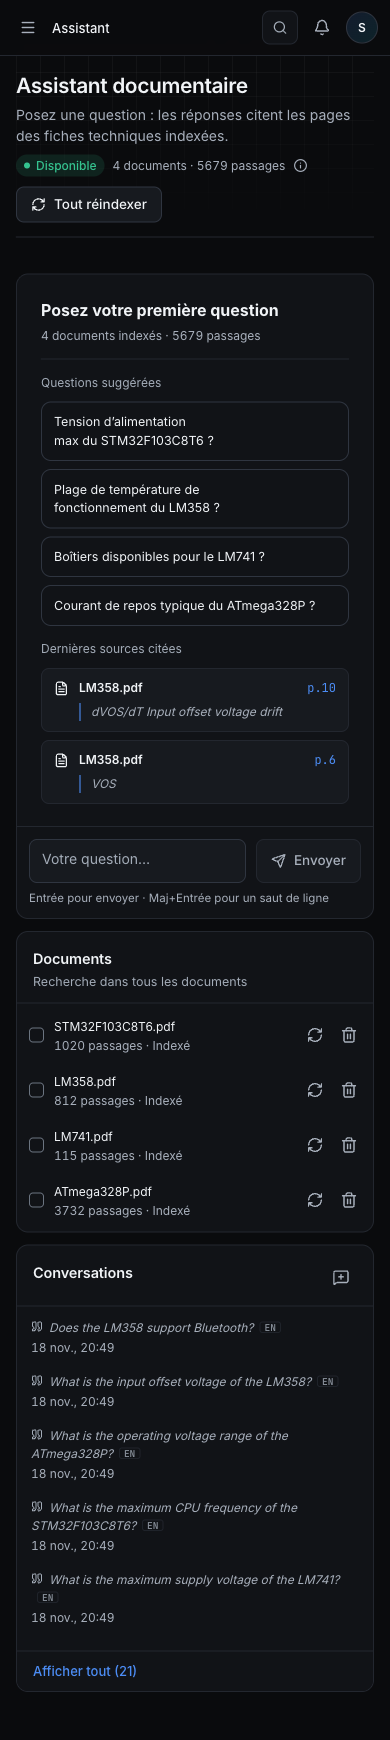 Assistant
S
Assistant documentaire
Posez une question : les réponses citent les pages
des fiches techniques indexées.
Disponible
4 documents · 5679 passages
Tout réindexer
Posez votre première question
4 documents indexés · 5679 passages
Questions suggérées
Tension d’alimentation
max du STM32F103C8T6 ?
Plage de température de
fonctionnement du LM358 ?
Boîtiers disponibles pour le LM741 ?
Courant de repos typique du ATmega328P ?
Dernières sources citées
LM358.pdf p.10
dVOS/dT Input offset voltage drift
LM358.pdf p.6
VOS
Votre question...
Envoyer
Entrée pour envoyer · Maj+Entrée pour un saut de ligne
Documents
Recherche dans tous les documents
STM32F103C8T6.pdf
1020 passages · Indexé
LM358.pdf
812 passages · Indexé
LM741.pdf
115 passages · Indexé
ATmega328P.pdf
3732 passages · Indexé
Conversations
Does the LM358 support Bluetooth? EN
18 nov., 20:49
What is the input offset voltage of the LM358? EN
18 nov., 20:49
What is the operating voltage range of the
ATmega328P? EN
18 nov., 20:49
What is the maximum CPU frequency of the
STM32F103C8T6? EN
18 nov., 20:49
What is the maximum supply voltage of the LM741?
EN
18 nov., 20:49
Afficher tout (21)